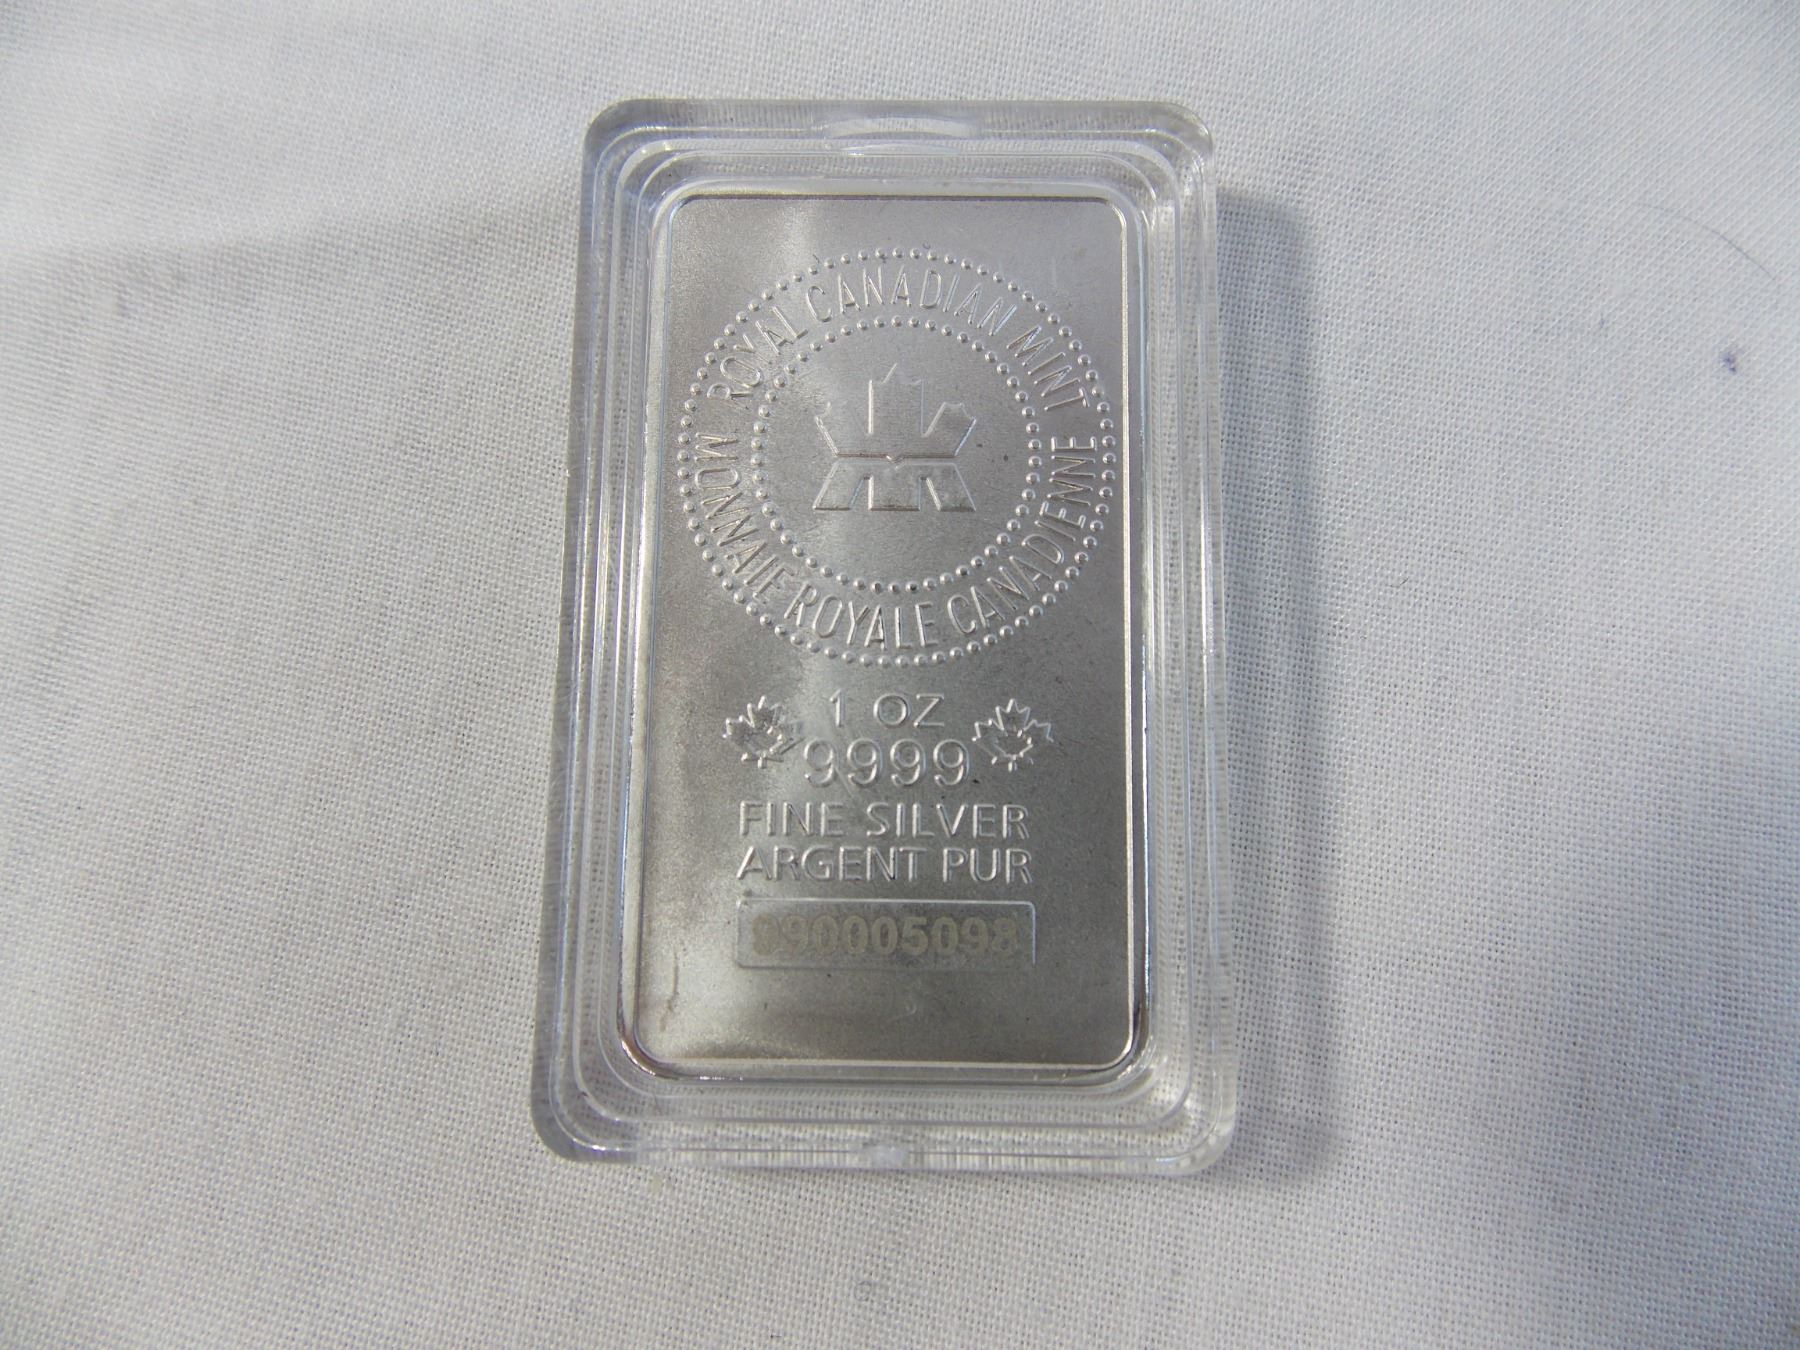 ROYAL CANADIAN MINT
MONNAIE ROYALE CANADIENNE
1 OZ
9999
FINE SILVER
ARGENT PUR
990005098